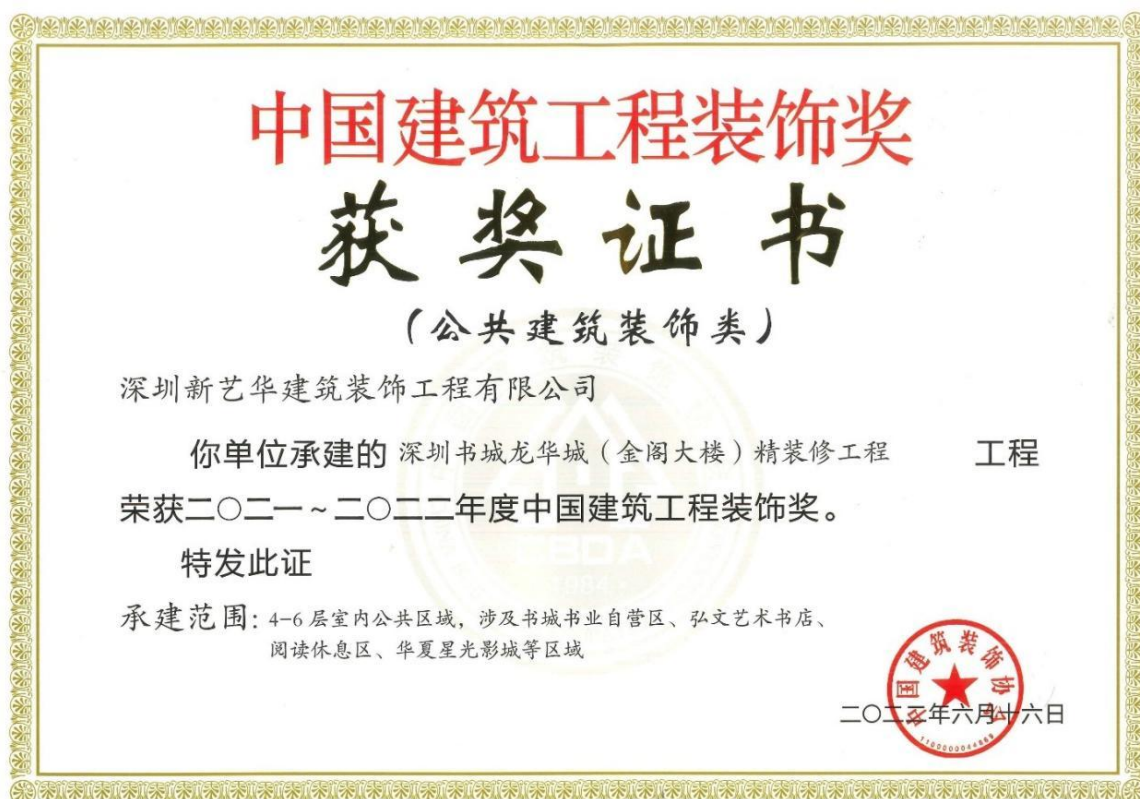 中国建筑工程装饰奖
获奖证书
(公共建筑装饰类)
深圳新艺华建筑装饰工程有限公司
你单位承建的 深圳书城龙华城(金阁大楼)精装修工程 工程
荣获二〇二一~二〇二二年度中国建筑工程装饰奖。
特发此证
承建范围: 4-6 层室内公共区域,涉及书城书业自营区、弘文艺术书店、
阅读休息区、华夏星光影城等区域
中国建筑装饰协会
二〇二三年六月十六日
1100000044869
CBDA
1984